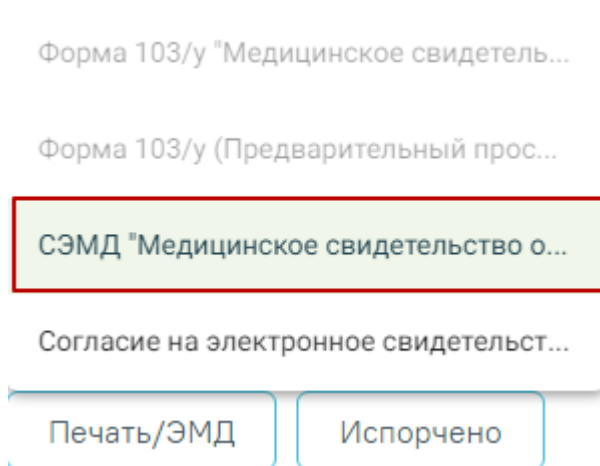 Форма 103/у "Медицинское свидетель...
Форма 103/у (Предварительный прос...
СЭМД "Медицинское свидетельство о...
Согласие на электронное свидетельст...
Печать/ЭМД Испорчено